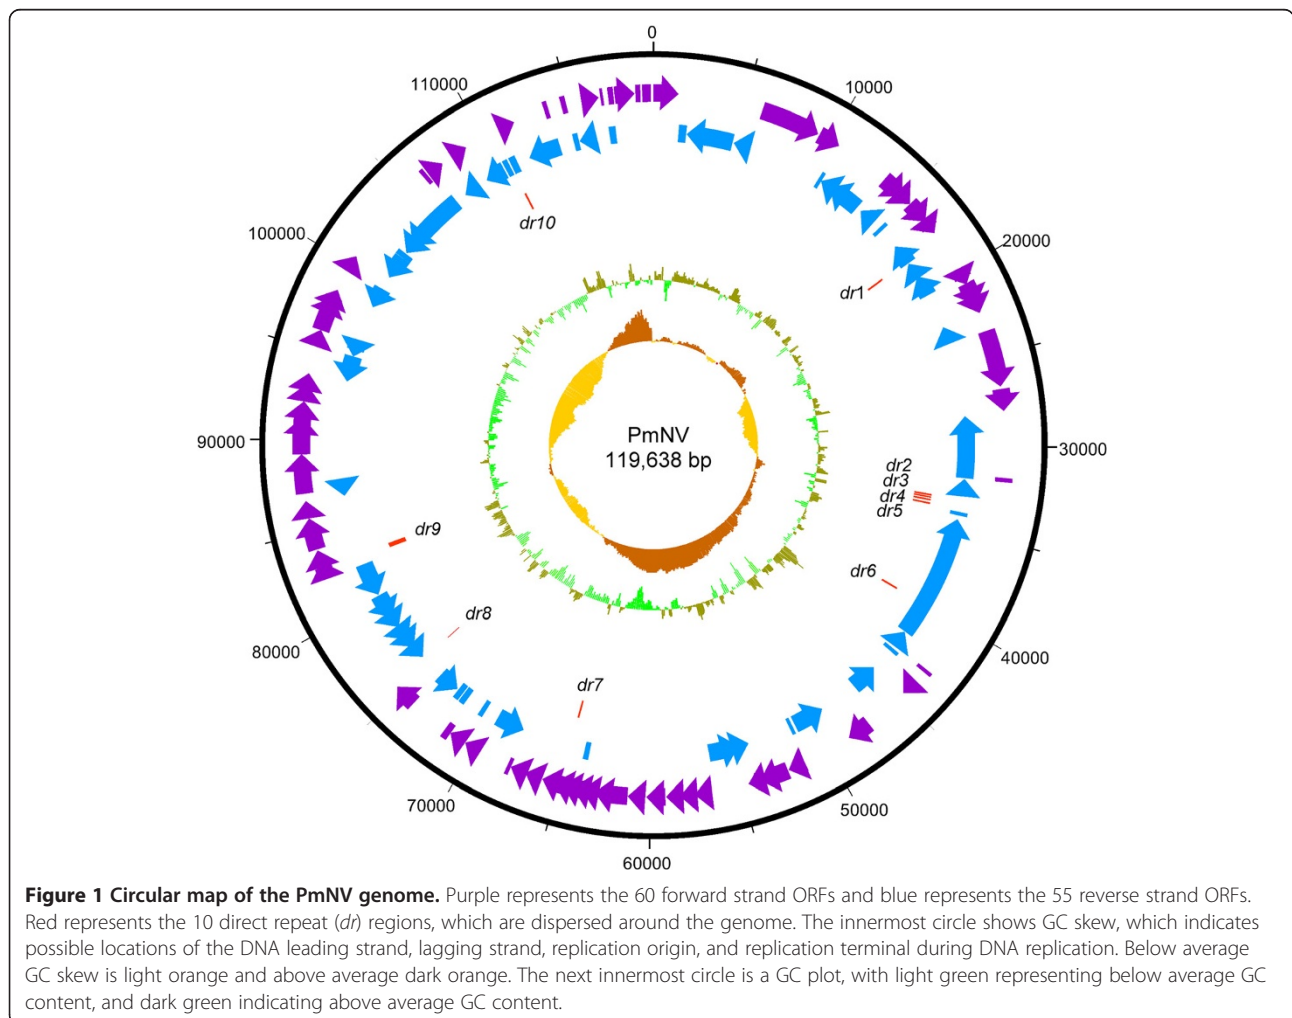 0
10000
20000
30000
40000
50000
60000
70000
80000
90000
100000
110000
dr1
dr2
dr3
dr4
dr5
dr6
dr7
dr8
dr9
dr10
PmNV
119,638 bp
Figure 1 Circular map of the PmNV genome. Purple represents the 60 forward strand ORFs and blue represents the 55 reverse strand ORFs.
Red represents the 10 direct repeat (dr) regions, which are dispersed around the genome. The innermost circle shows GC skew, which indicates
possible locations of the DNA leading strand, lagging strand, replication origin, and replication terminal during DNA replication. Below average
GC skew is light orange and above average dark orange. The next innermost circle is a GC plot, with light green representing below average GC
content, and dark green indicating above average GC content.